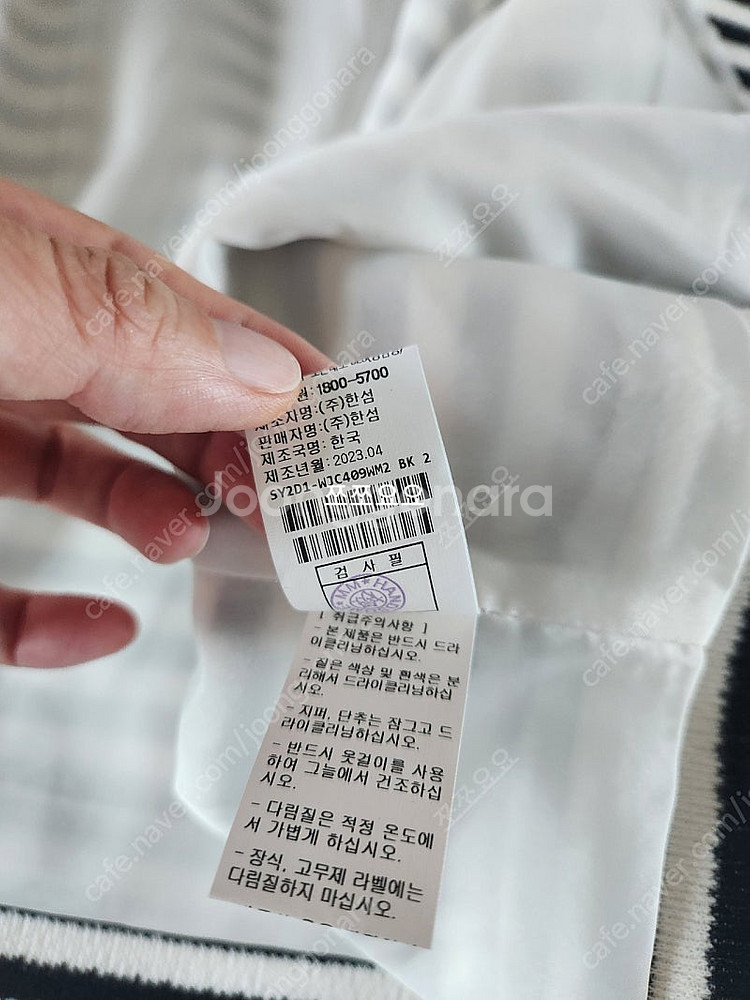 원:1800-5700
제조자명:(주)한섬
판매자명:(주)한섬
제조국명: 한국
제조년월:2023.04
SY2D1-WJC409WM2 BK 2
검 사 필
HAN
[ 취급주의사항 ]
- 본 제품은 반드시 드라
이클리닝하십시오.
- 짙은 색상 및 흰색은 분
리해서 드라이클리닝하십
시오.
- 지퍼, 단추는 잠그고 드
라이클리닝하십시오.
- 반드시 옷걸이를 사용
하여 그늘에서 건조하십
시오.
- 다림질은 적정 온도에
서 가볍게 하십시오.
- 장식, 고무제 라벨에는
다림질하지 마십시오.
Joonggonara
쯔쯔요요
cafe.naver.com/joonggonara